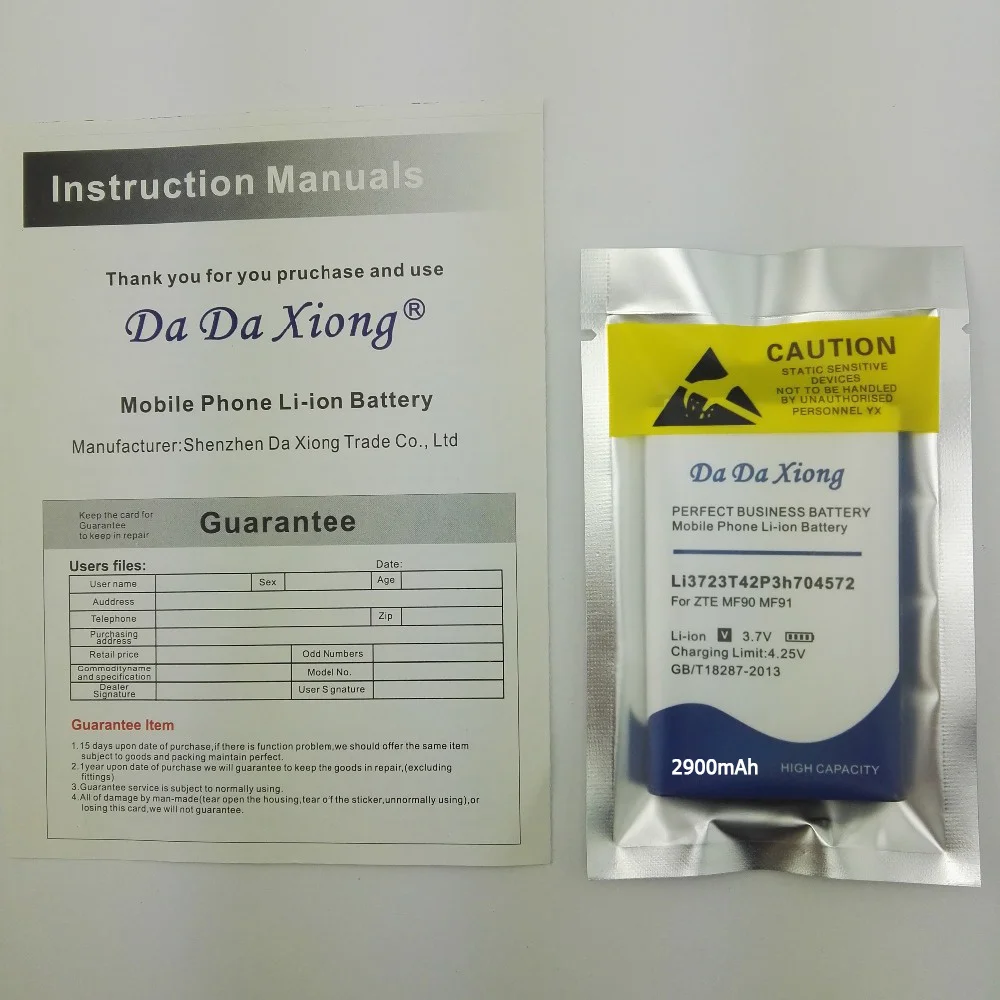 Instruction Manuals
Thank you for you pruchase and use
Da Da Xiong®
Mobile Phone Li-ion Battery
Manufacturer:Shenzhen Da Xiong Trade Co., Ltd
Keep the card for
Guarantee
to keep in repair
Guarantee
Users files:
Date:
User name
Sex
Age
Auddress
Telephone
Zip
Purchasing
address
Retail price
Odd Numbers
Commodityname
and specification
Model No.
Dealer
Signature
User S gnature
Guarantee Item
1.15 days upon date of purchase,if there is function problem,we should offer the same item
subject to goods and packing maintain perfect.
2.1year upon date of purchase we will guarantee to keep the goods in repair,(excluding
fittings)
3.Guarantee service is subject to normally using.
4.All of damage by man-made(tear open the housing,tear of the sticker,unnormally using),or
losing this card,we will not guarantee.
CAUTION
STATIC SENSITIVE
DEVICES
NOT TO BE HANDLED
BY UNAUTHORISED
PERSONNEL YX
Da Da Xiong
PERFECT BUSINESS BATTERY
Mobile Phone Li-ion Battery
Li3723T42P3h704572
For ZTE MF90 MF91
Li-ion V 3.7V
Charging Limit:4.25V
GB/T18287-2013
2900mAh
HIGH CAPACITY